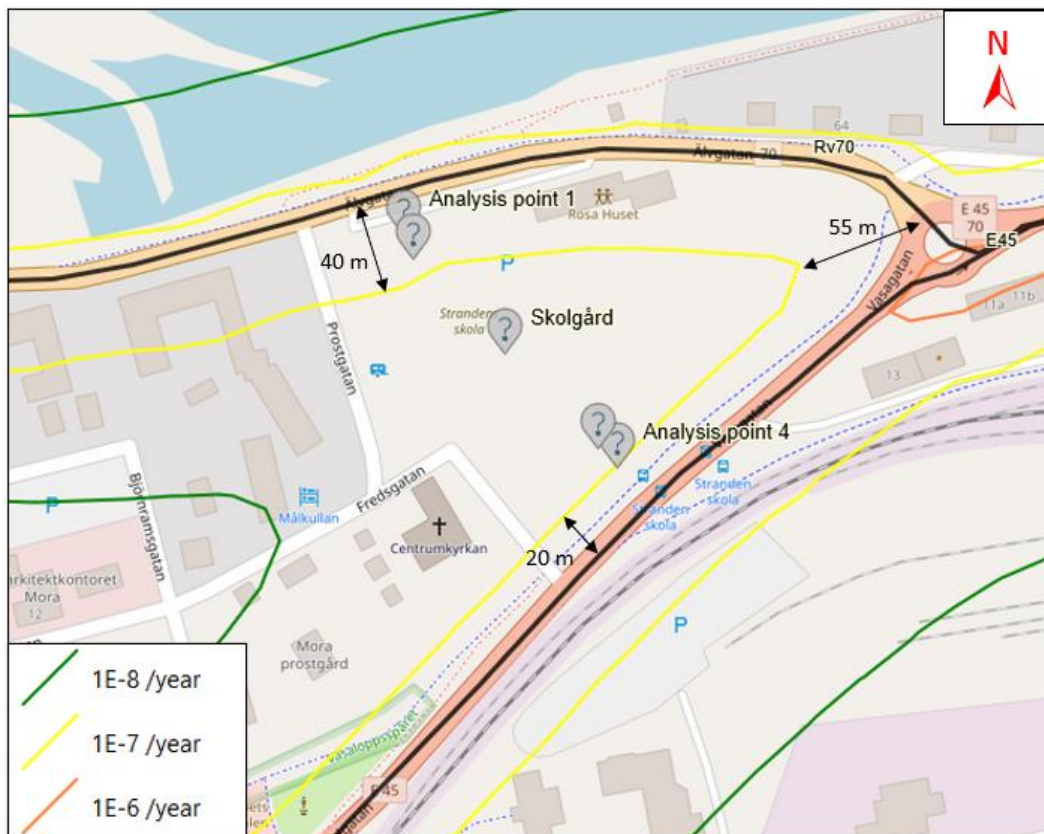 N
64
Rv70
Älvgatan 70
E 45
70
E45
Analysis point 1
Rosa Huset
55 m
40 m
P
Vasagatan
11a
11b
Stranden
skola
Skolgård
Prostgatan
13
Analysis point 4
Stranden
skola
Stranden
skola
Fredsgatan
Björnramsgatan
P
Målkullan
Centrumkyrkan
20 m
arkitektkontoret
Mora
12
P
Mora
prostgård
Vasaloppsspåret
E 45
1E-8 /year
1E-7 /year
1E-6 /year